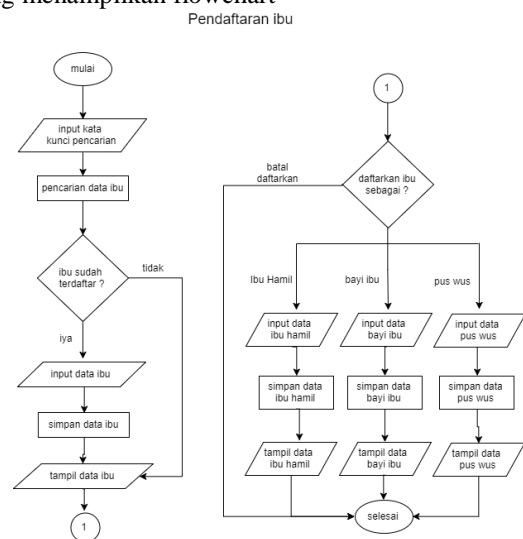 menampilkan flowchart
Pendaftaran ibu
mulai
input kata
kunci pencarian
pencarian data ibu
ibu sudah
terdaftar ?
tidak
iya
input data ibu
simpan data ibu
tampil data ibu
1
1
daftarkan ibu
sebagai ?
batal
daftarkan
Ibu Hamil
bayi ibu
pus wus
input data
ibu hamil
input data
bayi ibu
input data
pus wus
simpan data
ibu hamil
simpan data
bayi ibu
simpan data
pus wus
tampil data
ibu hamil
tampil data
bayi ibu
tampil data
pus wus
selesai